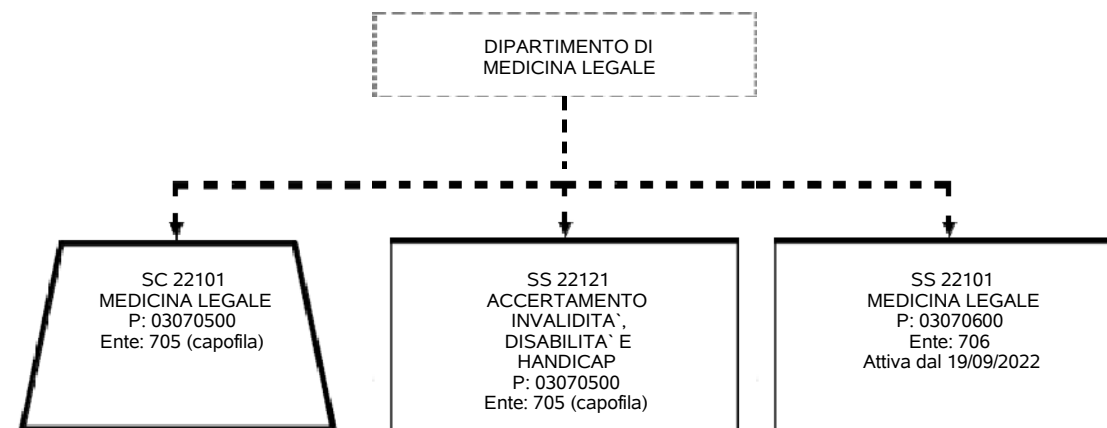 DIPARTIMENTO DI
MEDICINA LEGALE
SC 22101
MEDICINA LEGALE
P: 03070500
Ente: 705 (capofila)
SS 22121
ACCERTAMENTO
INVALIDITA`,
DISABILITA` E
HANDICAP
P: 03070500
Ente: 705 (capofila)
SS 22101
MEDICINA LEGALE
P: 03070600
Ente: 706
Attiva dal 19/09/2022